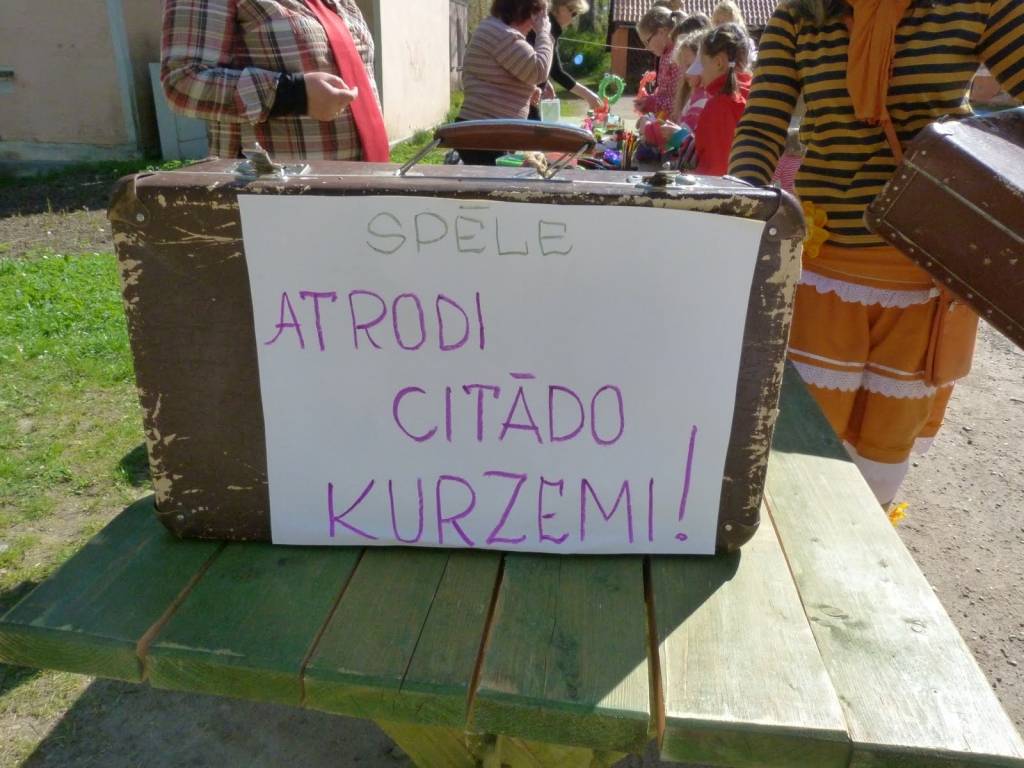 SPĒLE
ATRODI
CITĀDO
KURZEMI!